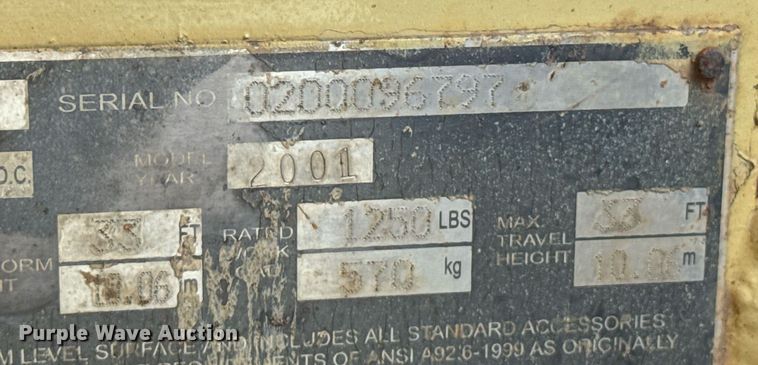 SERIAL NO 0200096797
D.C. MODEL YEAR 2001
33 FT RATED 1250 LBS MAX. TRAVEL HEIGHT 33 FT
10.06 m 570 kg 10.06 m
Purple Wave Auction
LEVEL SURFACE AND INCLUDES ALL STANDARD ACCESSORIES
OF ANSI A92.6-1999 AS ORIGINALLY